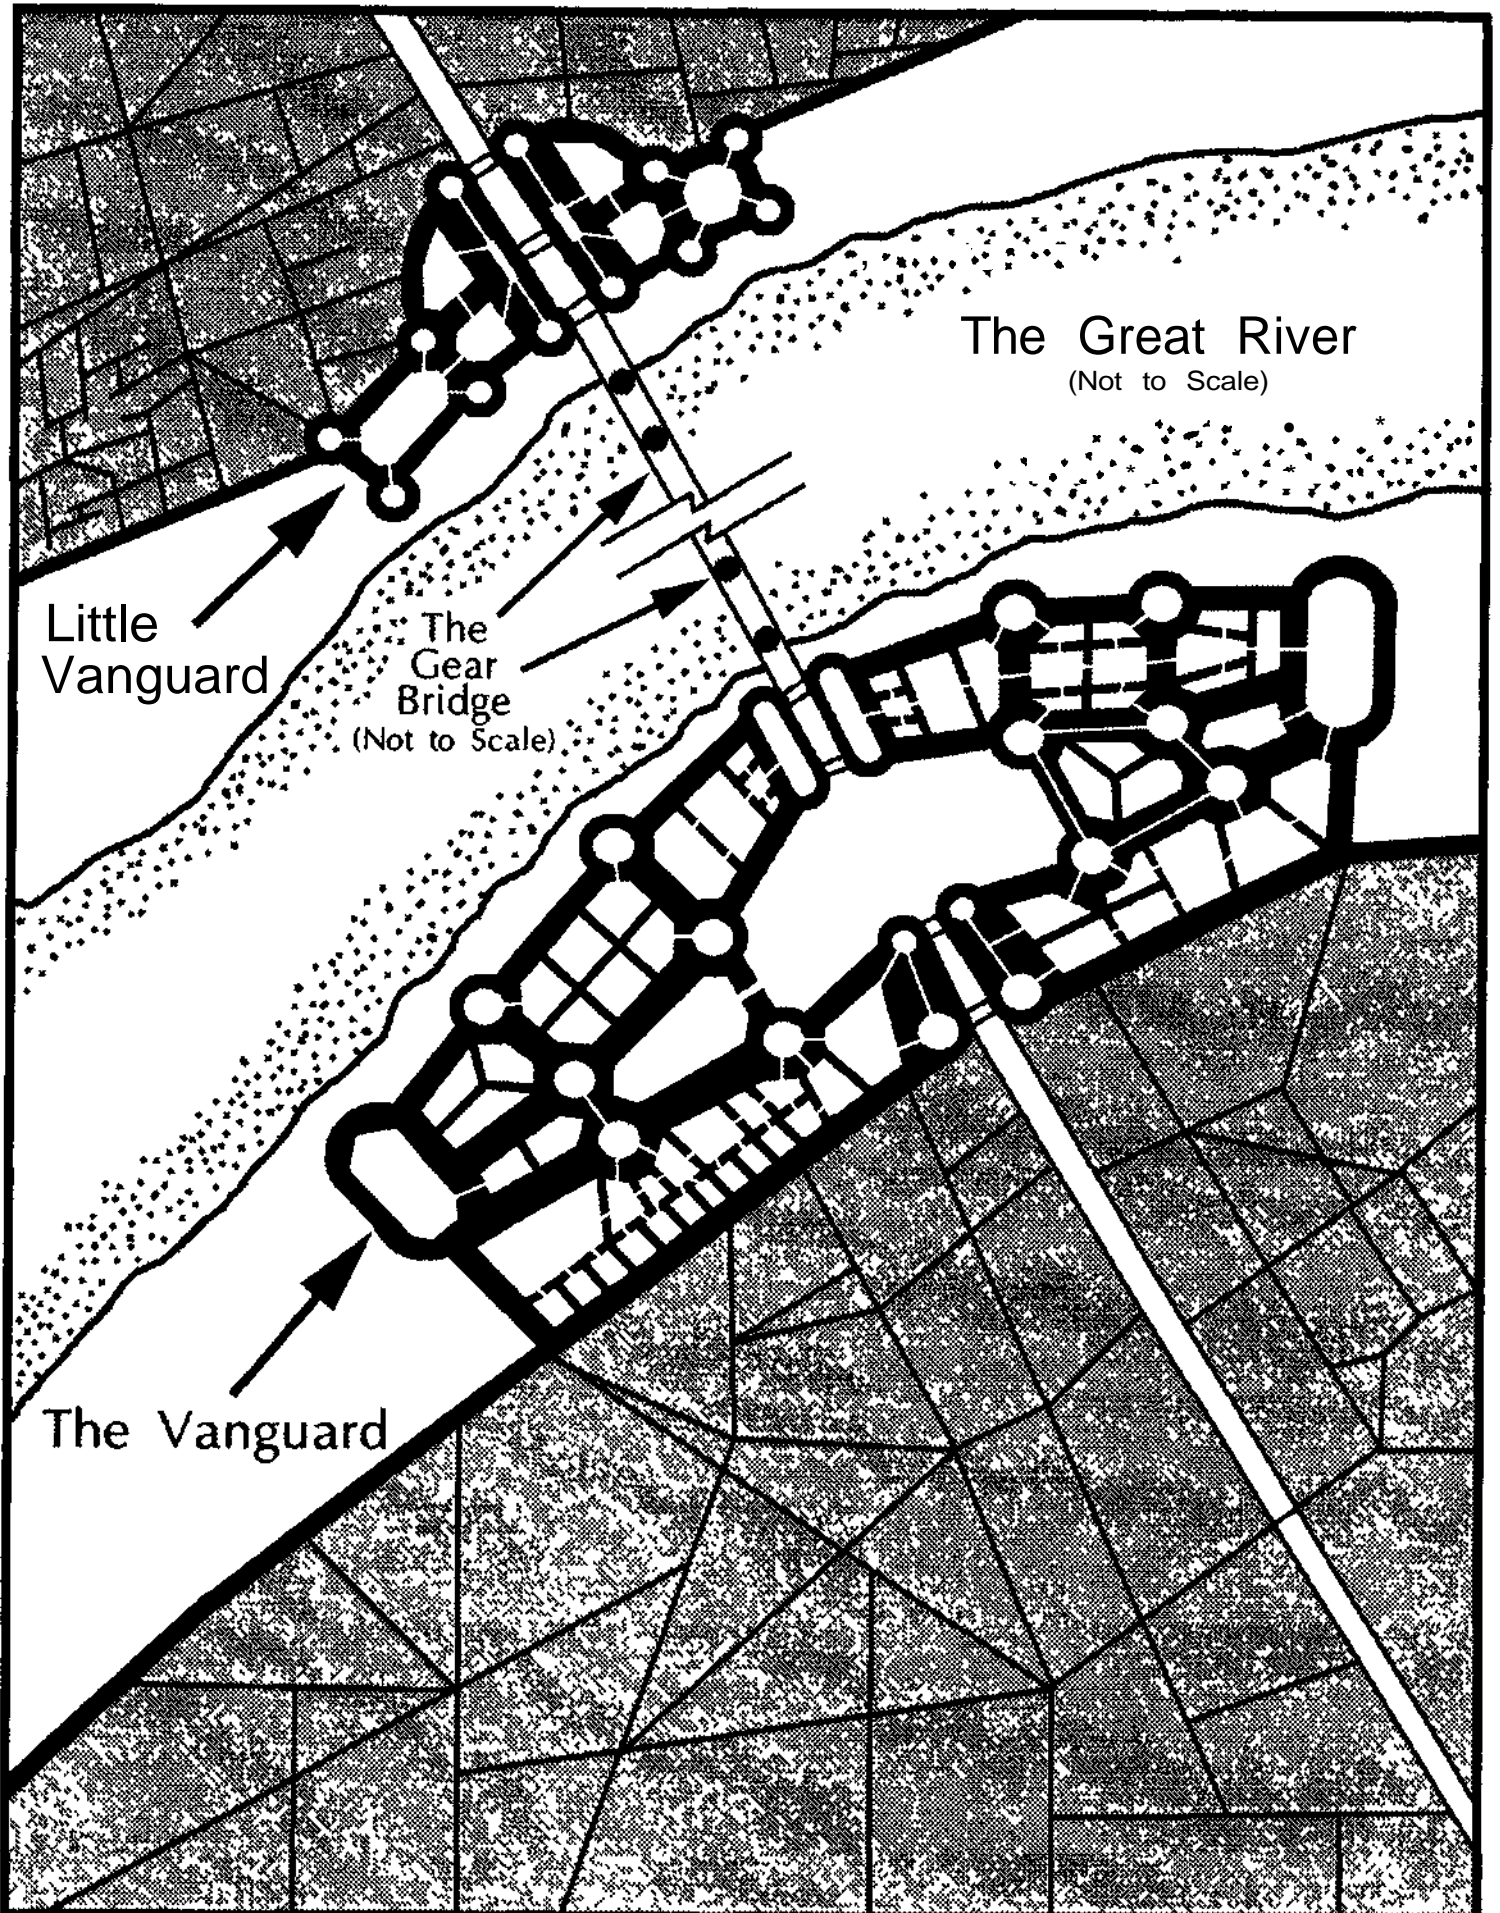 The Great River
(Not to Scale)
Little
Vanguard
The
Gear
Bridge
(Not to Scale)
The Vanguard